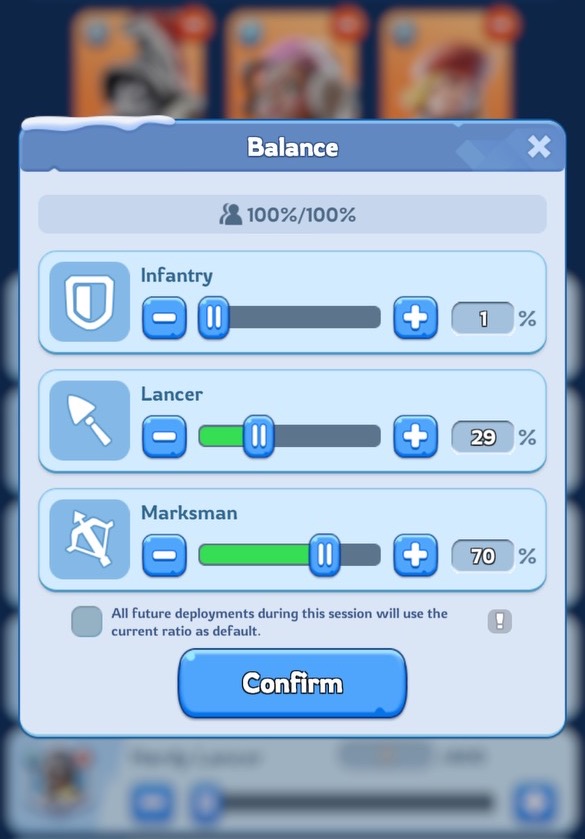 Balance
100%/100%
Infantry
1 %
Lancer
29 %
Marksman
70 %
All future deployments during this session will use the
current ratio as default.
!
Confirm